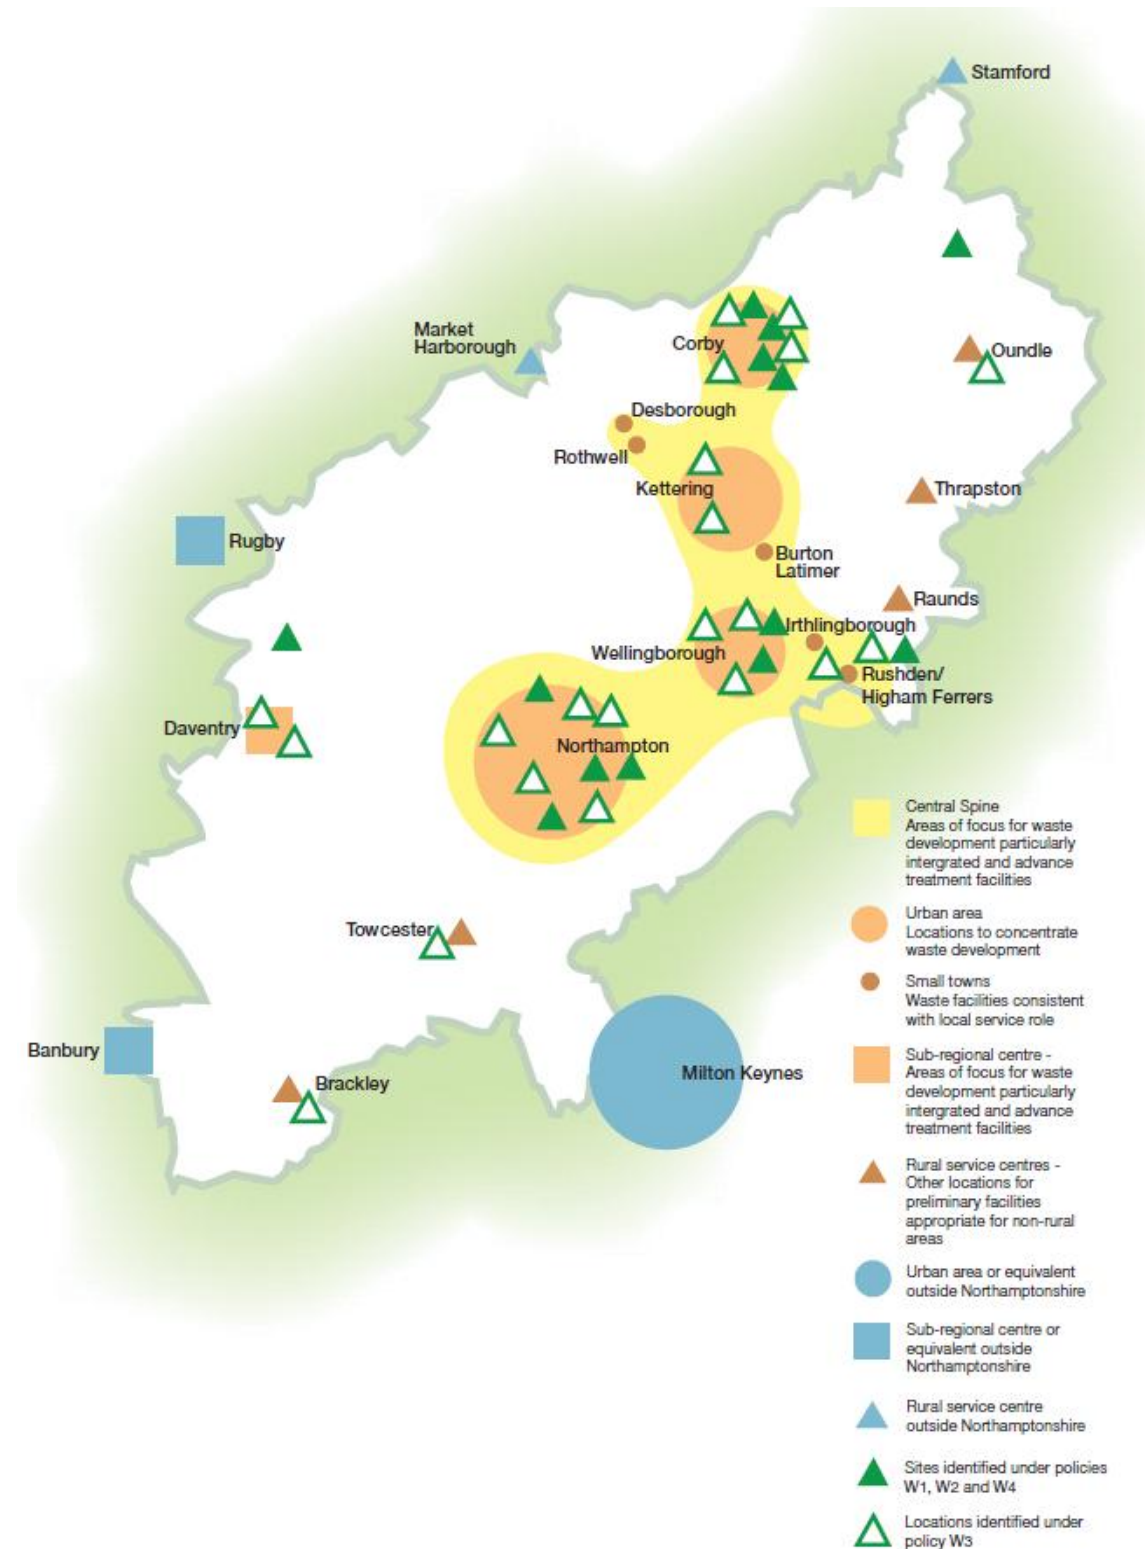 Stamford
Market
Harborough
Corby
Oundle
Desborough
Rothwell
Kettering
Thrapston
Rugby
Burton
Latimer
Raunds
Irthlingborough
Wellingborough
Rushden/
Higham Ferrers
Daventry
Northampton
Towcester
Banbury
Milton Keynes
Brackley
Central Spine
Areas of focus for waste
development particularly
intergrated and advance
treatment facilities
Urban area
Locations to concentrate
waste development
Small towns
Waste facilities consistent
with local service role
Sub-regional centre -
Areas of focus for waste
development particularly
intergrated and advance
treatment facilities
Rural service centres -
Other locations for
preliminary facilities
appropriate for non-rural
areas
Urban area or equivalent
outside Northamptonshire
Sub-regional centre or
equivalent outside
Northamptonshire
Rural service centre
outside Northamptonshire
Sites identified under policies
W1, W2 and W4
Locations identified under
policy W3